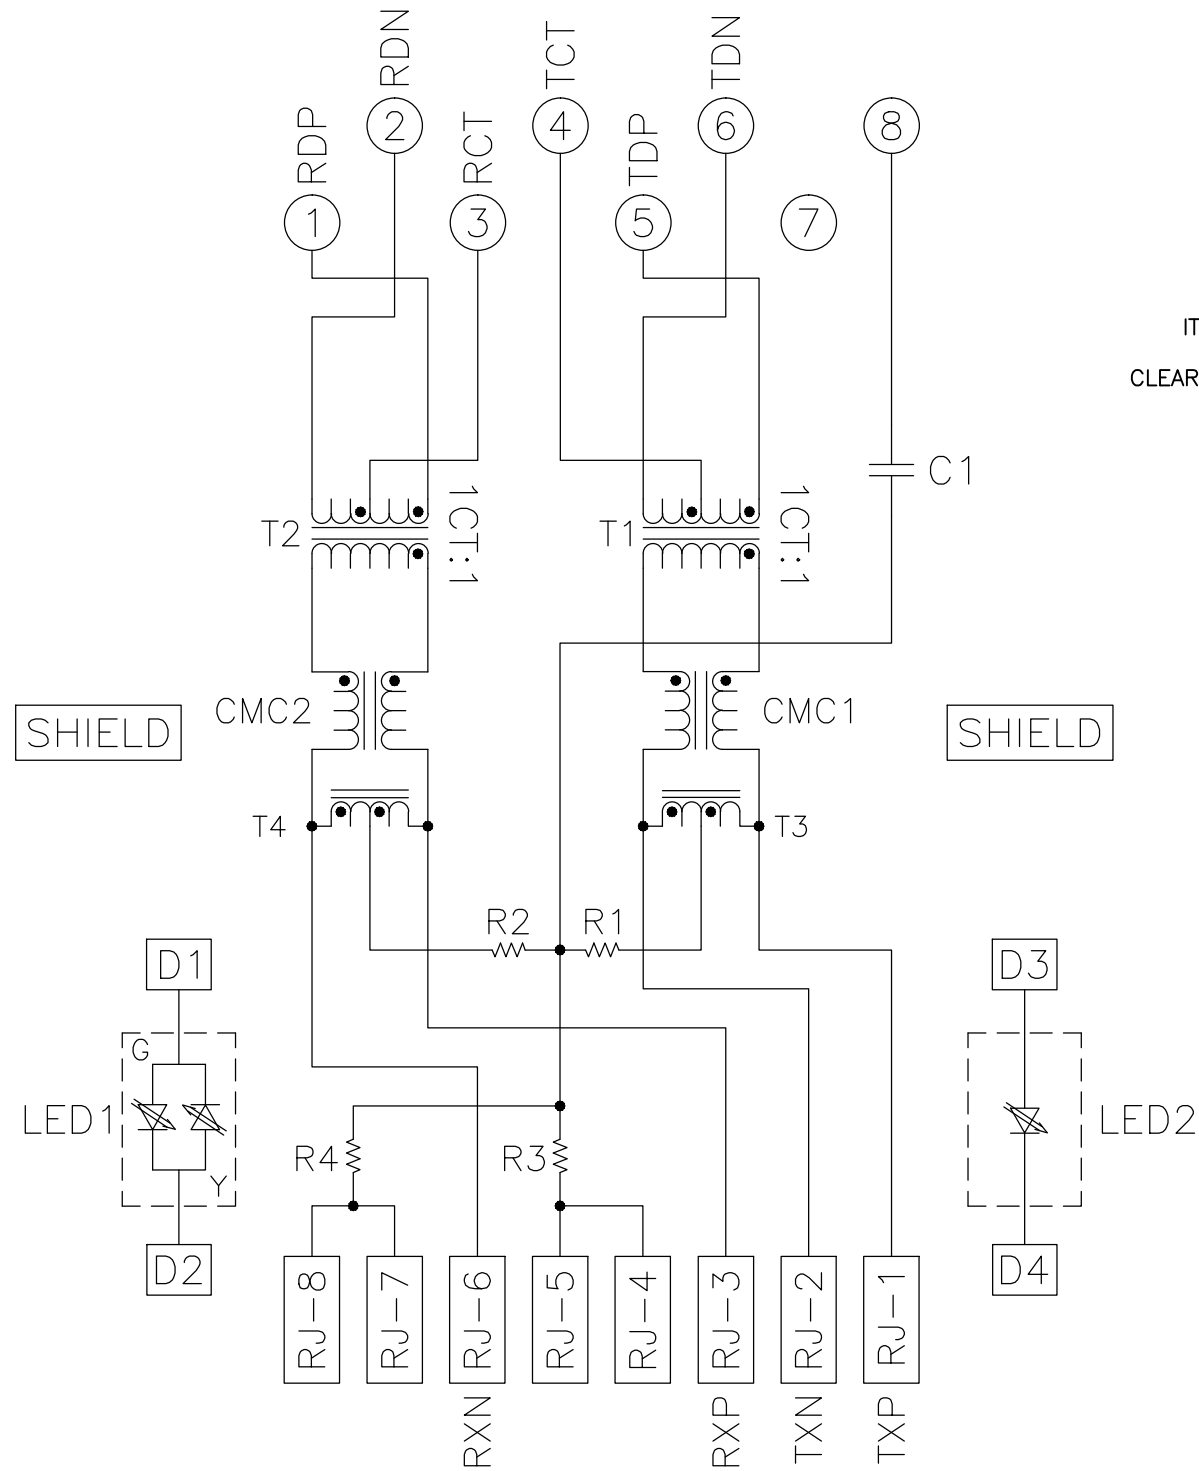 RDN
TCT
TDN
2
4
6
8
RDP
RCT
TDP
1
3
5
7
IT
CLEAR
C1
T2
1CT:1
T1
1CT:1
SHIELD
CMC2
CMC1
SHIELD
T4
T3
R2
R1
D1
D3
G
LED1
LED2
R4
R3
Y
D2
D4
RJ-8
RJ-7
RJ-6
RJ-5
RJ-4
RJ-3
RJ-2
RJ-1
RXN
RXP
TXN
TXP